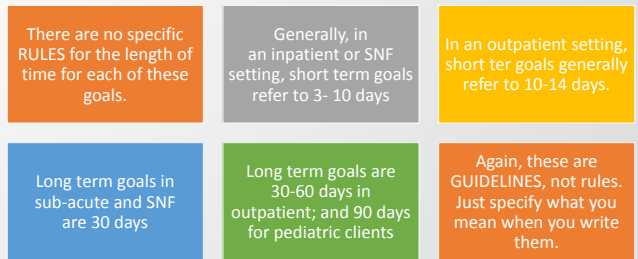 There are no specific
RULES for the length of
time for each of these
goals.
Generally, in
an inpatient or SNF
setting, short term goals
refer to 3- 10 days
In an outpatient setting,
short ter goals generally
refer to 10-14 days.
Long term goals in
sub-acute and SNF
are 30 days
Long term goals are
30-60 days in
outpatient; and 90 days
for pediatric clients
Again, these are
GUIDELINES, not rules.
Just specify what you
mean when you write
them.